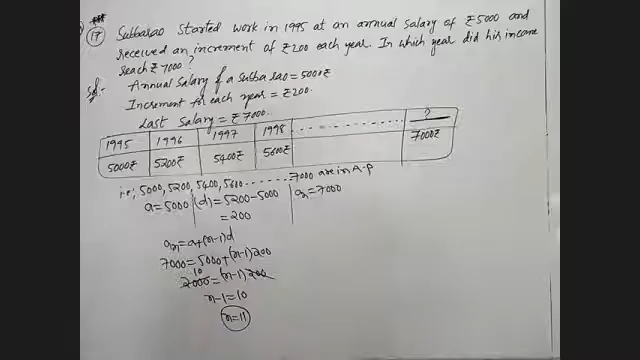 (17) Subbarao started work in 1995 at an annual salary of ₹5000 and
received an increment of ₹200 each year. In which year did his income
reach ₹7000?
Sol:- Annual Salary of a Subbarao = 5000₹
Increment for each year = ₹200.
Last Salary = ₹7000.
1995 1996 1997 1998 ............ ?
5000₹ 5200₹ 5400₹ 5600₹ 7000₹
i.e; 5000, 5200, 5400, 5600 .......... 7000 are in A.P
a = 5000 (d) = 5200-5000 aₙ = 7000
= 200
aₙ = a+(n-1)d
7000 = 5000+(n-1)200
10
2000 = (n-1)200
n-1 = 10
n = 11